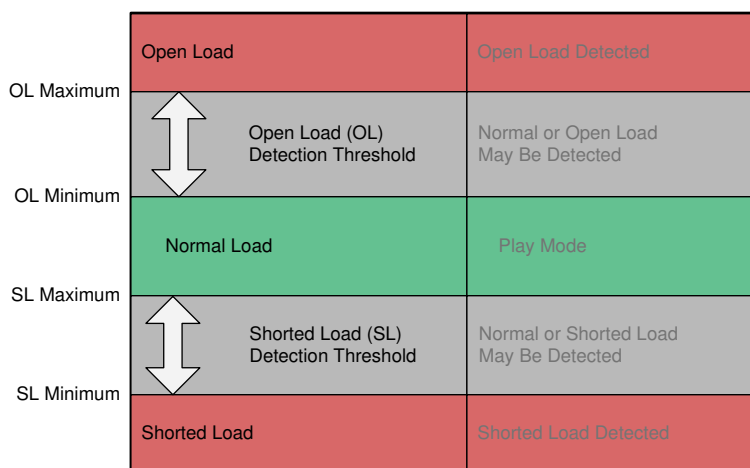 Open Load
Open Load Detected
OL Maximum
Open Load (OL)
Detection Threshold
Normal or Open Load
May Be Detected
OL Minimum
Normal Load
Play Mode
SL Maximum
Shorted Load (SL)
Detection Threshold
Normal or Shorted Load
May Be Detected
SL Minimum
Shorted Load
Shorted Load Detected